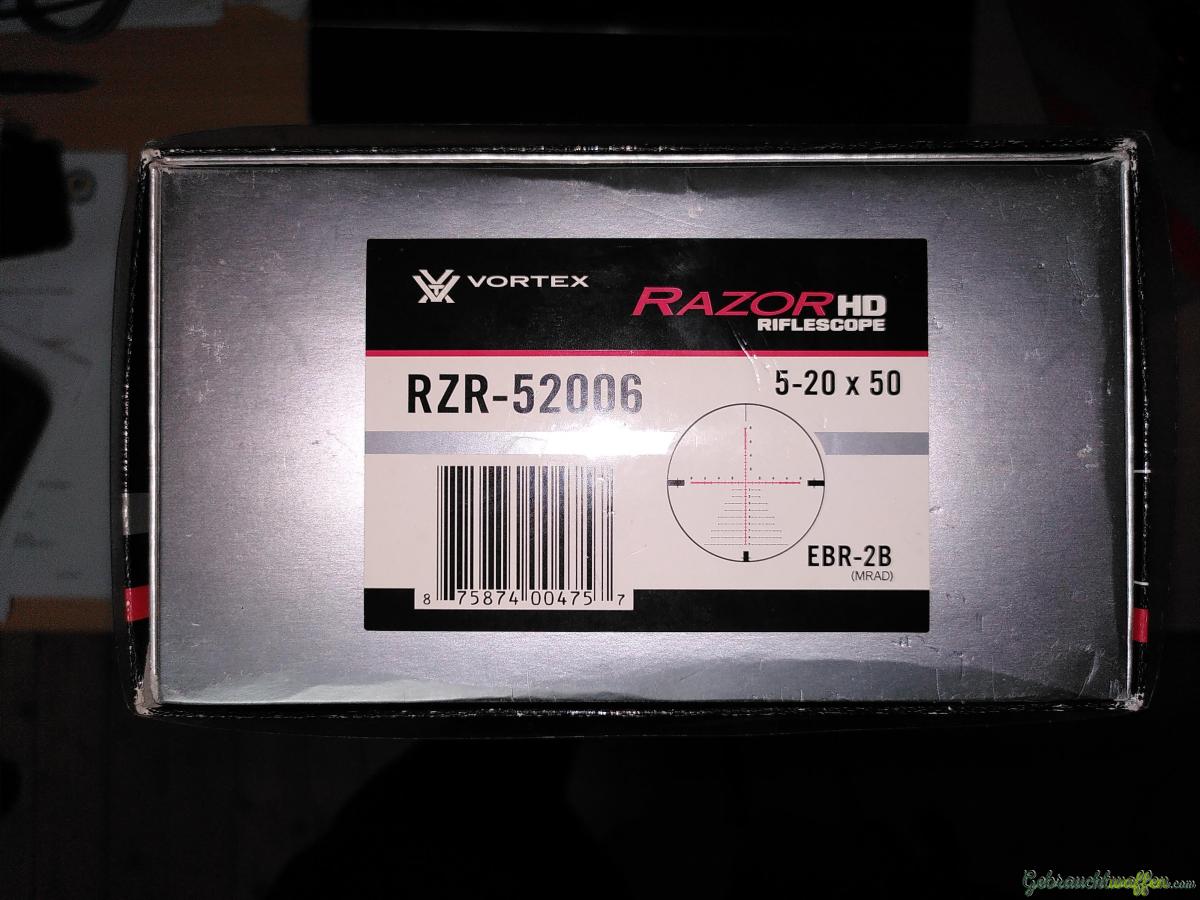 VORTEX
RAZOR HD
RIFLESCOPE
RZR-52006
5-20 x 50
EBR-2B
(MRAD)
8 75874 00475 7
Gebrauchtwaffen.com